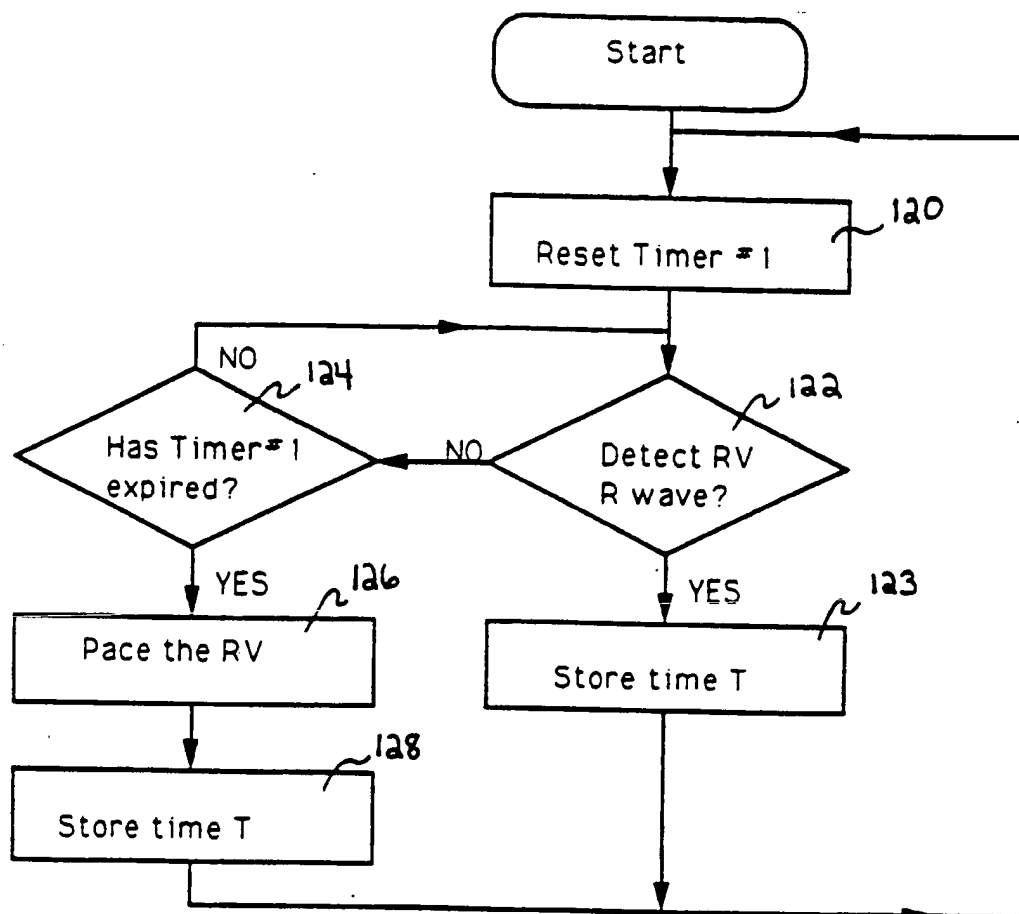 Start
120
Reset Timer #1
NO
124
122
Has Timer #1
expired?
NO
Detect RV
R wave?
YES
126
YES
123
Pace the RV
Store time T
128
Store time T